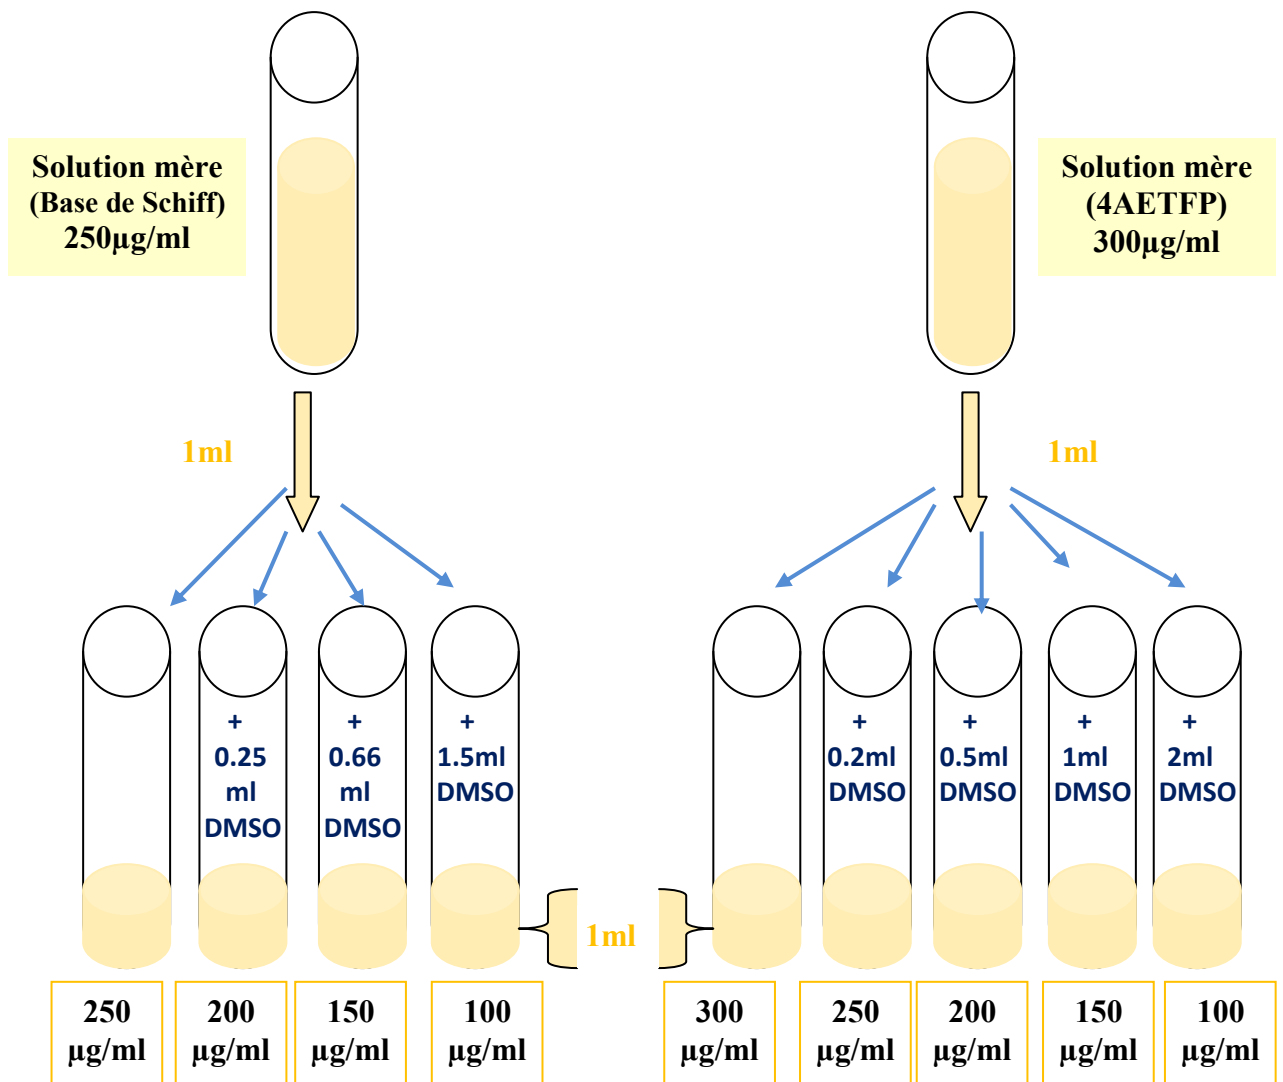 Solution mère
(Base de Schiff)
250µg/ml
Solution mère
(4AETFP)
300µg/ml
1ml
1ml
+
0.25
ml
DMSO
+
0.66
ml
DMSO
+
1.5ml
DMSO
+
0.2ml
DMSO
+
0.5ml
DMSO
+
1ml
DMSO
+
2ml
DMSO
1ml
250
µg/ml
200
µg/ml
150
µg/ml
100
µg/ml
300
µg/ml
250
µg/ml
200
µg/ml
150
µg/ml
100
µg/ml